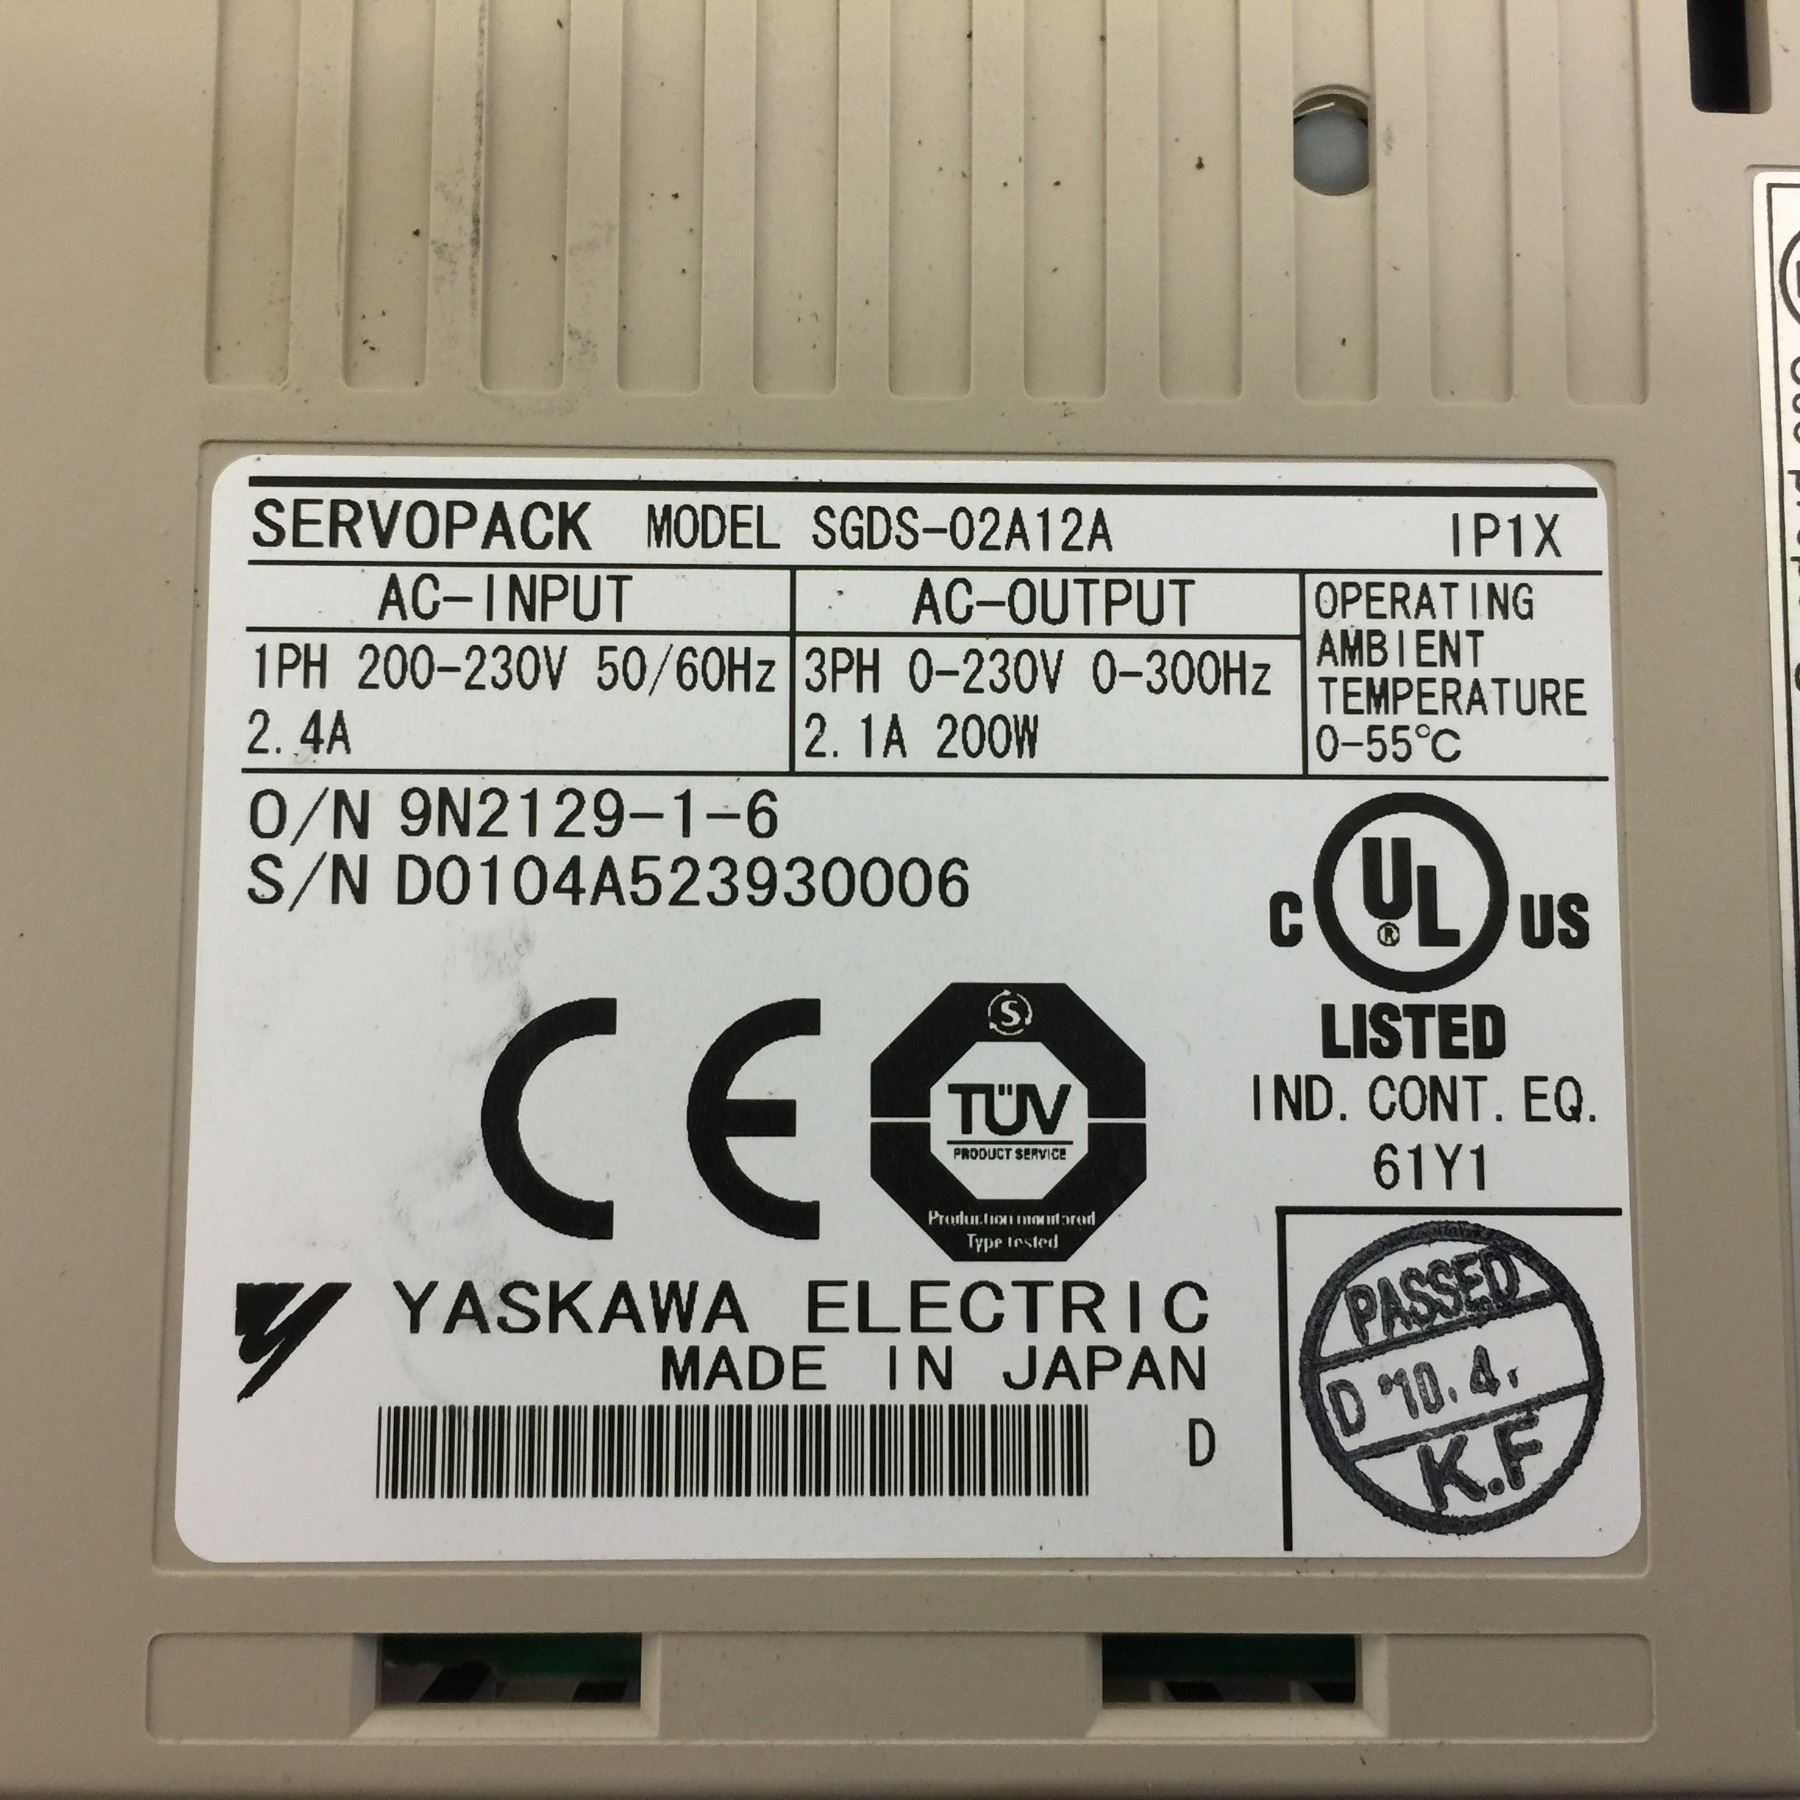 SERVOPACK MODEL SGDS-02A12A IP1X
AC-INPUT
1PH 200-230V 50/60Hz
2.4A
AC-OUTPUT
3PH 0-230V 0-300Hz
2.1A 200W
OPERATING
AMBIENT
TEMPERATURE
0-55°C
O/N 9N2129-1-6
S/N D0104A523930006
C UL® US
LISTED
IND. CONT. EQ.
61Y1
CE
S
TÜV
PRODUCT SERVICE
Production monitored
Type tested
YASKAWA ELECTRIC
MADE IN JAPAN
D
PASSED
D '10.4.
K.F